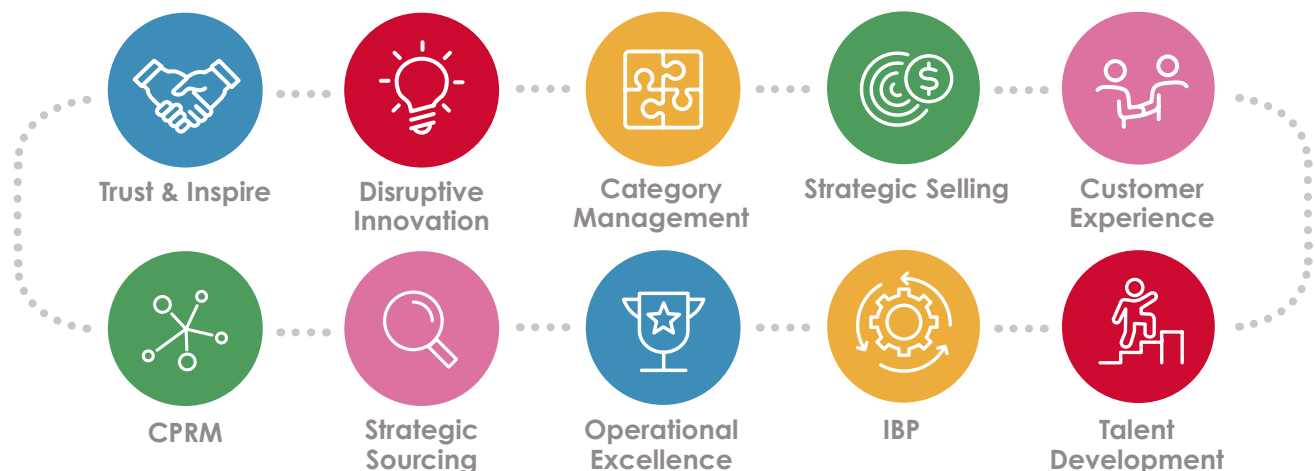 $
Trust & Inspire
Disruptive
Innovation
Category
Management
Strategic Selling
Customer
Experience
CPRM
Strategic
Sourcing
Operational
Excellence
IBP
Talent
Development